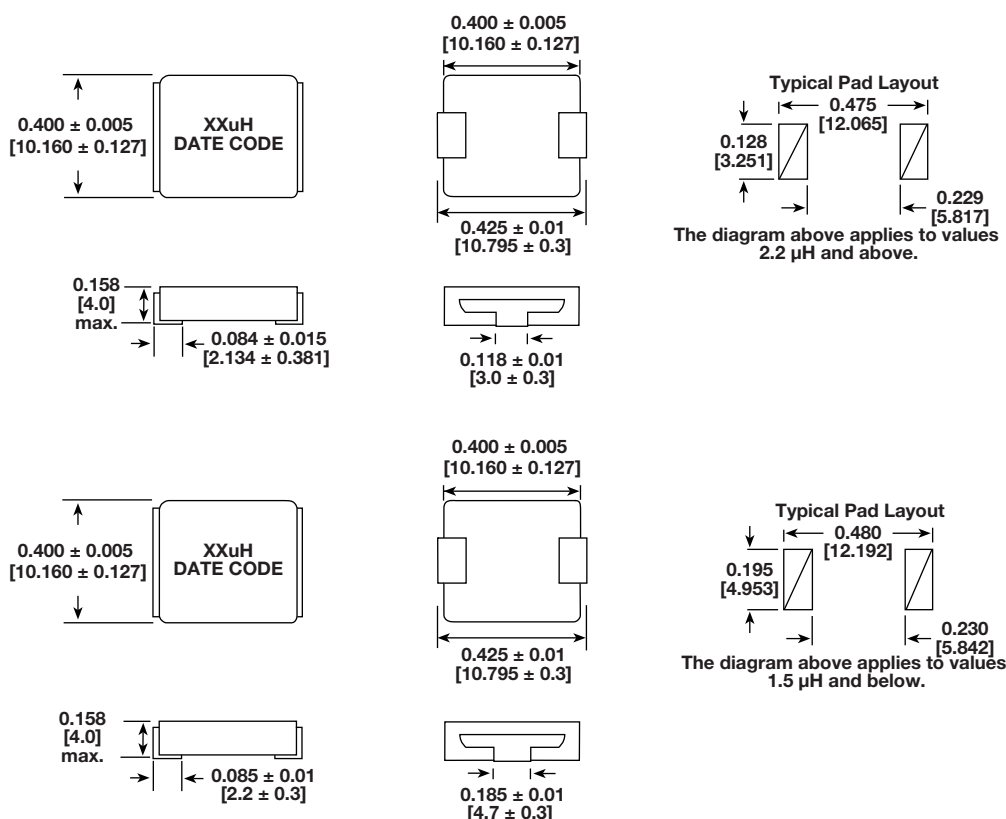 0.400 ± 0.005
[10.160 ± 0.127]
XXuH
DATE CODE
0.400 ± 0.005
[10.160 ± 0.127]
0.425 ± 0.01
[10.795 ± 0.3]
Typical Pad Layout
0.475
[12.065]
0.128
[3.251]
0.229
[5.817]
The diagram above applies to values
2.2 µH and above.
0.158
[4.0]
max.
0.084 ± 0.015
[2.134 ± 0.381]
0.118 ± 0.01
[3.0 ± 0.3]
0.400 ± 0.005
[10.160 ± 0.127]
XXuH
DATE CODE
0.400 ± 0.005
[10.160 ± 0.127]
0.425 ± 0.01
[10.795 ± 0.3]
Typical Pad Layout
0.480
[12.192]
0.195
[4.953]
0.230
[5.842]
The diagram above applies to values
1.5 µH and below.
0.158
[4.0]
max.
0.085 ± 0.01
[2.2 ± 0.3]
0.185 ± 0.01
[4.7 ± 0.3]